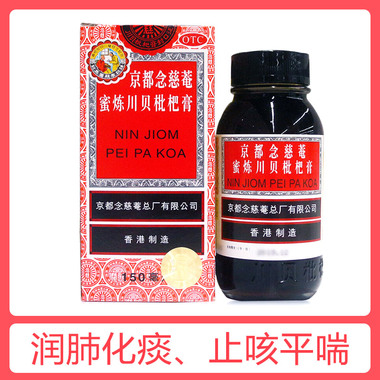 OTC
京都念慈菴
蜜炼川贝枇杷膏
NIN JIOM
PEI PA KOA
京都念慈菴总厂有限公司
香港制造
150毫
京都念慈菴
蜜炼川贝枇杷膏
NIN JIOM PEI PA KOA
京都念慈菴总厂有限公司
香港制造
润肺化痰、止咳平喘